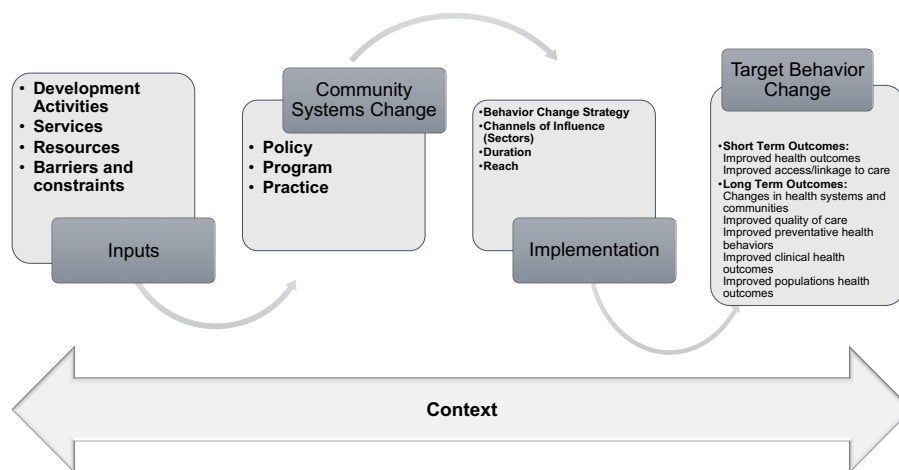 • Development
Activities
• Services
• Resources
• Barriers and
constraints
Inputs
Community
Systems Change
• Policy
• Program
• Practice
•Behavior Change Strategy
•Channels of Influence
(Sectors)
•Duration
•Reach
Implementation
Target Behavior
Change
•Short Term Outcomes:
Improved health outcomes
Improved access/linkage to care
•Long Term Outcomes:
Changes in health systems and
communities
Improved quality of care
Improved preventative health
behaviors
Improved clinical health
outcomes
Improved populations health
outcomes
Context